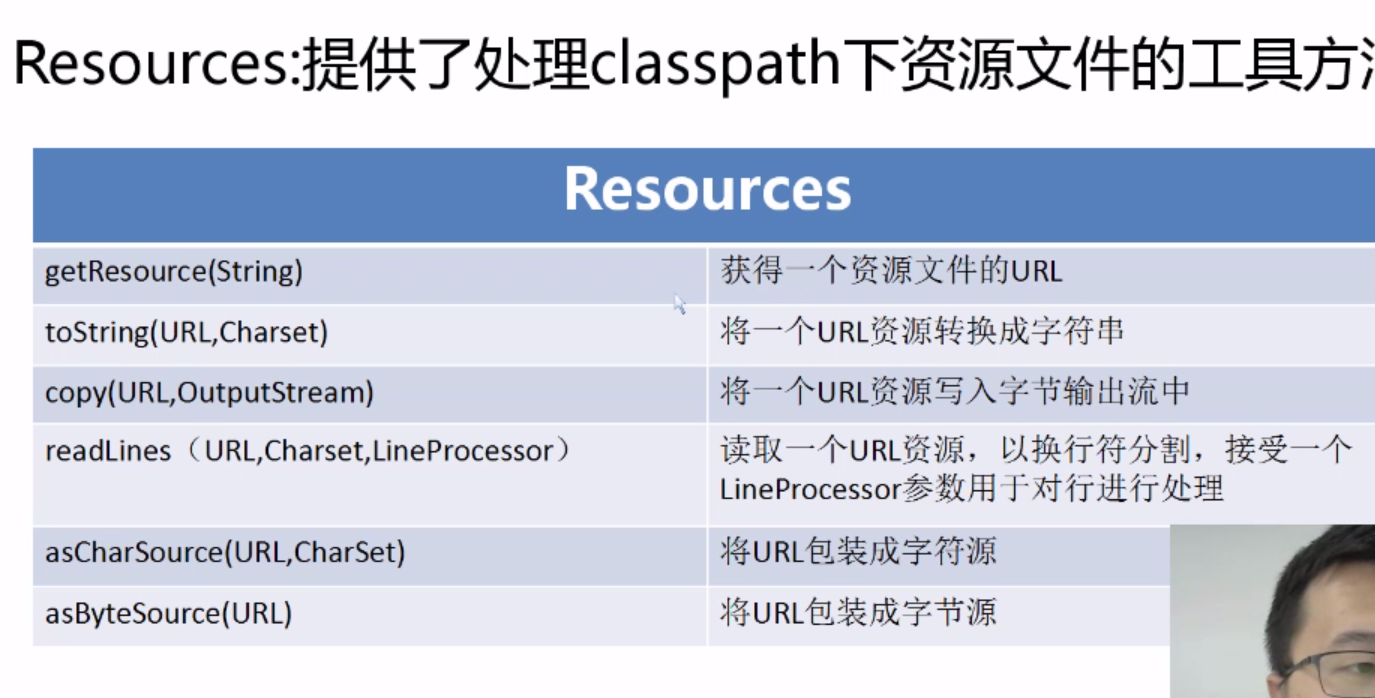 Resources:提供了处理classpath下资源文件的工具方
Resources
getResource(String)
获得一个资源文件的URL
toString(URL,Charset)
将一个URL资源转换成字符串
copy(URL,OutputStream)
将一个URL资源写入字节输出流中
readLines（URL,Charset,LineProcessor）
读取一个URL资源，以换行符分割，接受一个
LineProcessor参数用于对行进行处理
asCharSource(URL,CharSet)
将URL包装成字符源
asByteSource(URL)
将URL包装成字节源